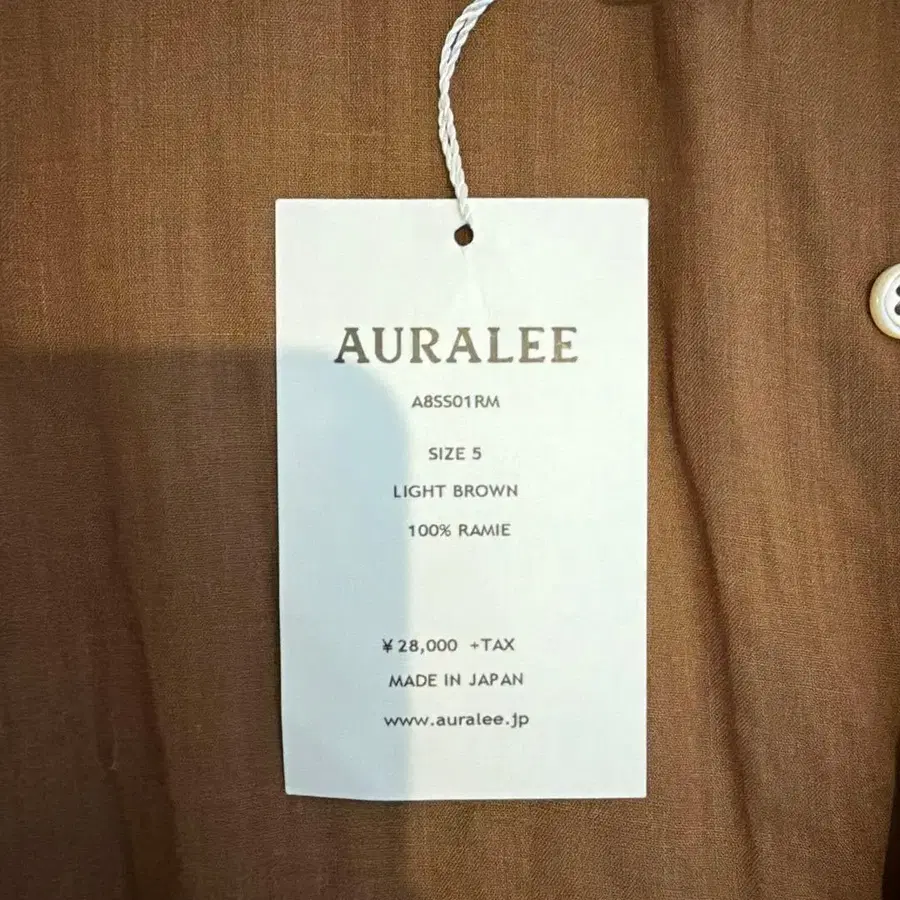 AURALEE
A8SS01RM
SIZE 5
LIGHT BROWN
100% RAMIE
¥28,000 +TAX
MADE IN JAPAN
www.auralee.jp